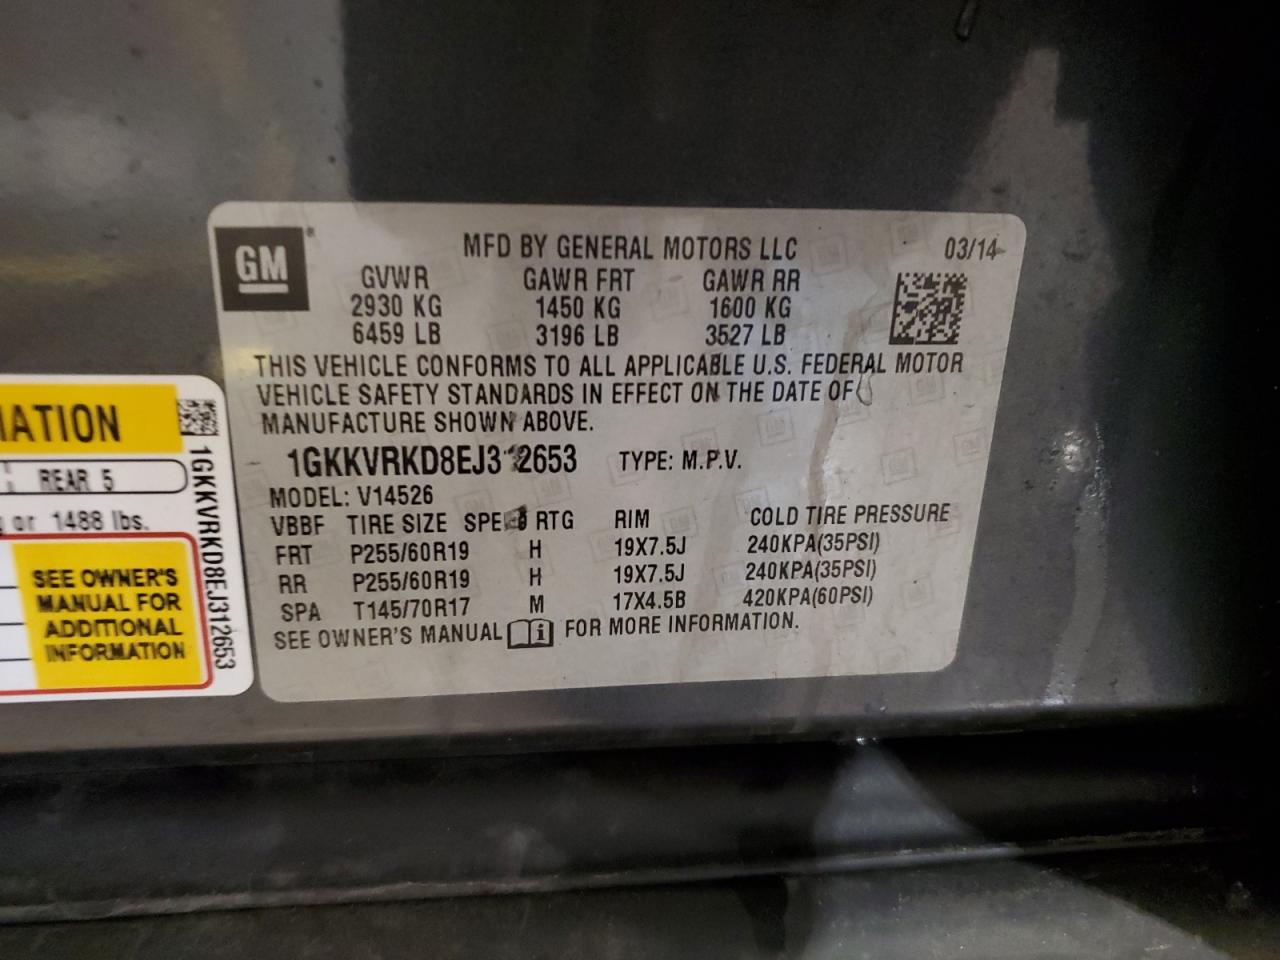 GM®
MFD BY GENERAL MOTORS LLC 03/14
GVWR GAWR FRT GAWR RR
2930 KG 1450 KG 1600 KG
6459 LB 3196 LB 3527 LB
THIS VEHICLE CONFORMS TO ALL APPLICABLE U.S. FEDERAL MOTOR
VEHICLE SAFETY STANDARDS IN EFFECT ON THE DATE OF
MANUFACTURE SHOWN ABOVE.
1GKKVRKD8EJ312653 TYPE: M.P.V.
MODEL: V14526
VBBF TIRE SIZE SPEED RTG RIM COLD TIRE PRESSURE
FRT P255/60R19 H 19X7.5J 240KPA(35PSI)
RR P255/60R19 H 19X7.5J 240KPA(35PSI)
SPA T145/70R17 M 17X4.5B 420KPA(60PSI)
SEE OWNER'S MANUAL FOR MORE INFORMATION.
MATION
REAR 5
or 1488 lbs.
SEE OWNER'S
MANUAL FOR
ADDITIONAL
INFORMATION
1GKKVRKD8EJ312653